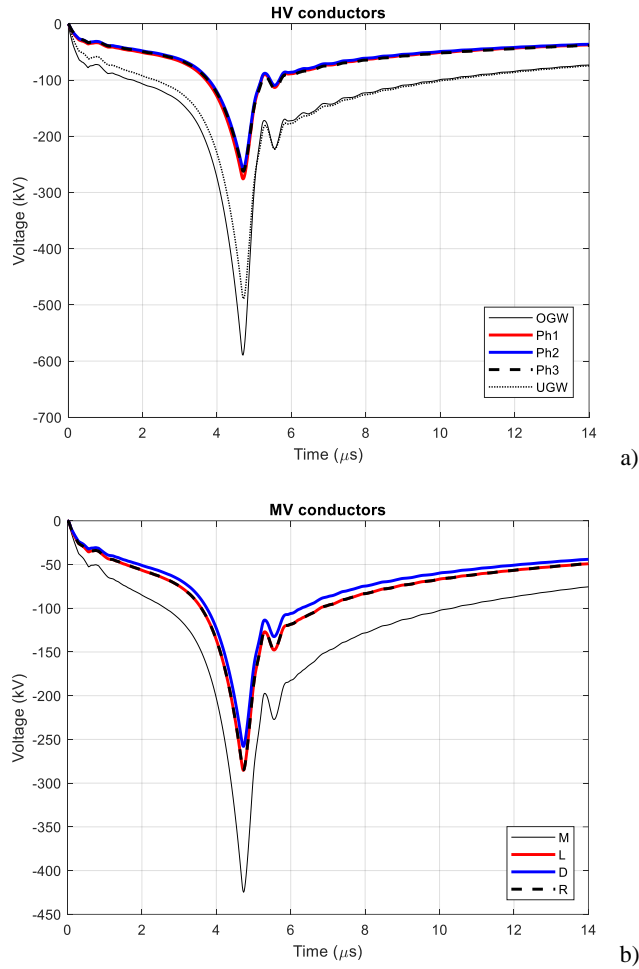 HV conductors
0
-100
-200
-300
-400
-500
-600
-700
Voltage (kV)
OGW
Ph1
Ph2
Ph3
UGW
0 2 4 6 8 10 12 14
Time (μs)
a)
MV conductors
0
-50
-100
-150
-200
-250
-300
-350
-400
-450
Voltage (kV)
M
L
D
R
0 2 4 6 8 10 12 14
Time (μs)
b)